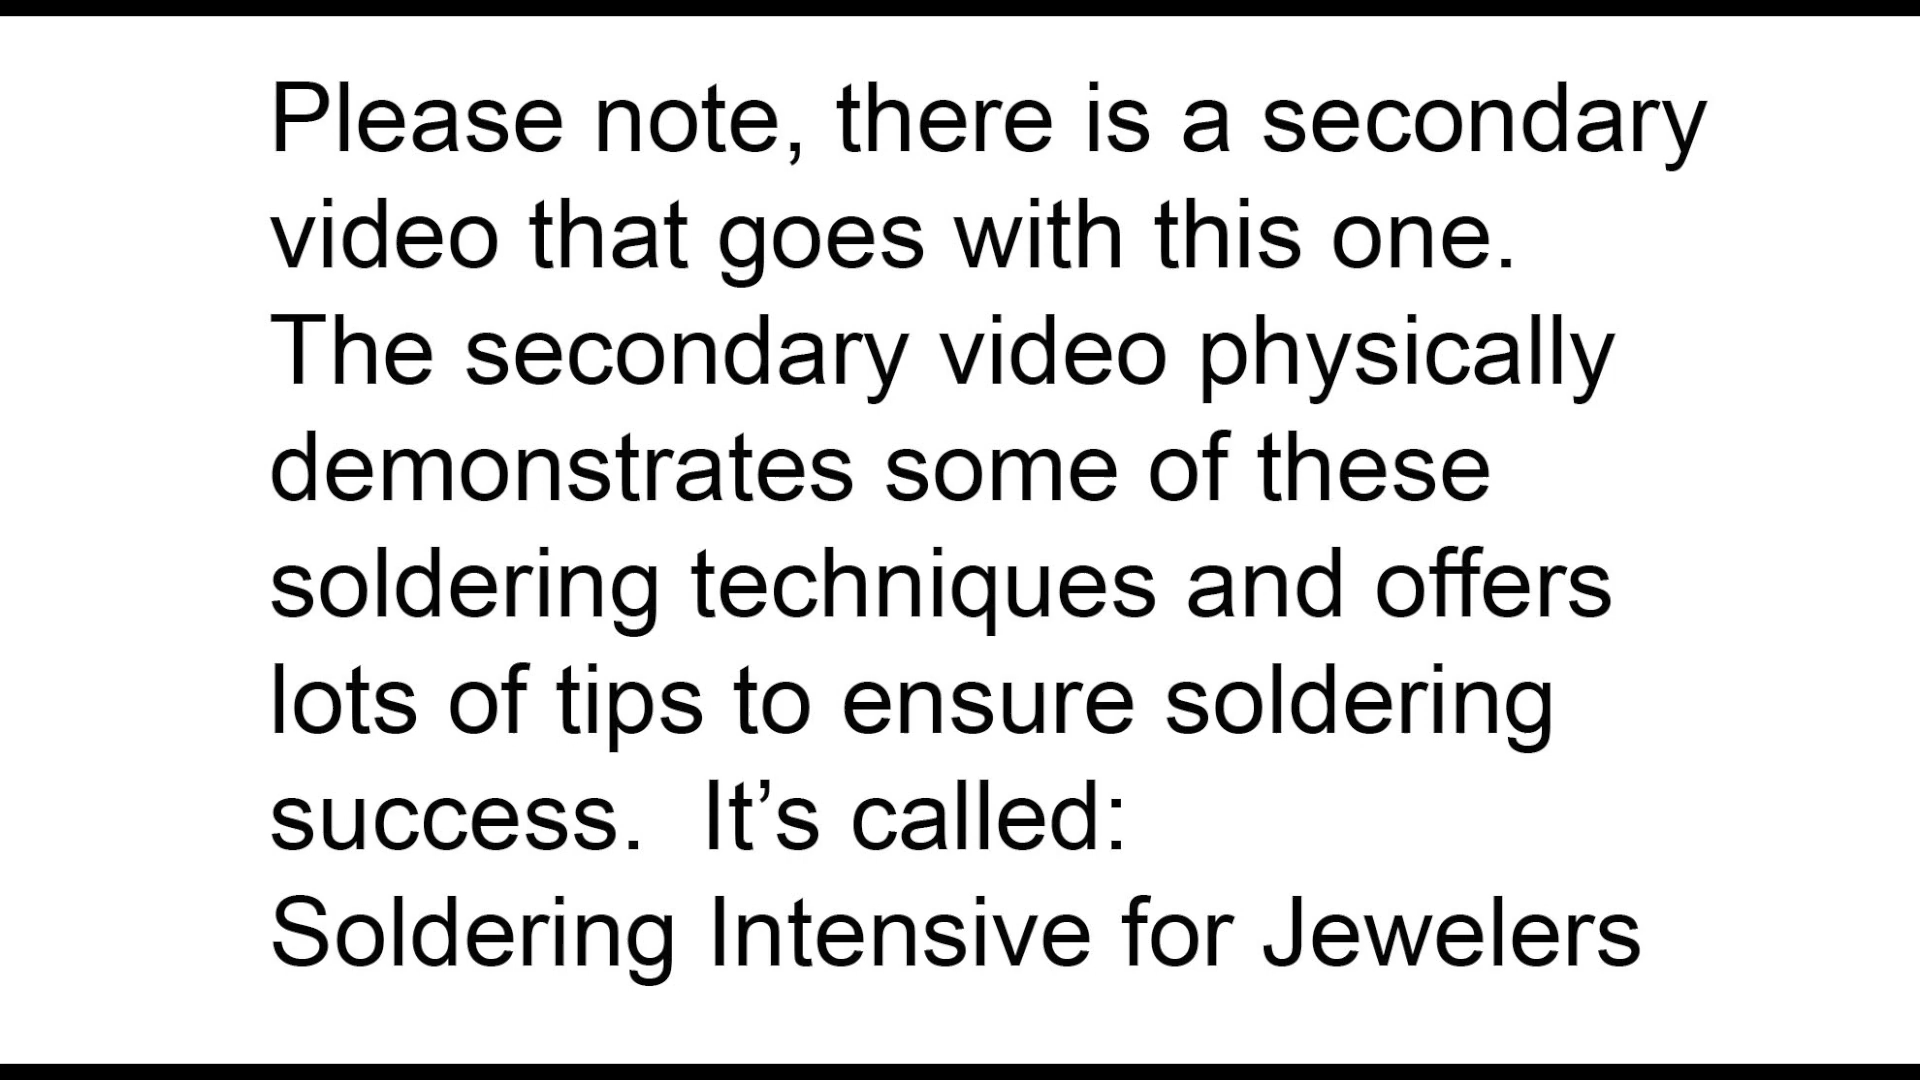 Please note, there is a secondary
video that goes with this one.
The secondary video physically
demonstrates some of these
soldering techniques and offers
lots of tips to ensure soldering
success.  It’s called:
Soldering Intensive for Jewelers